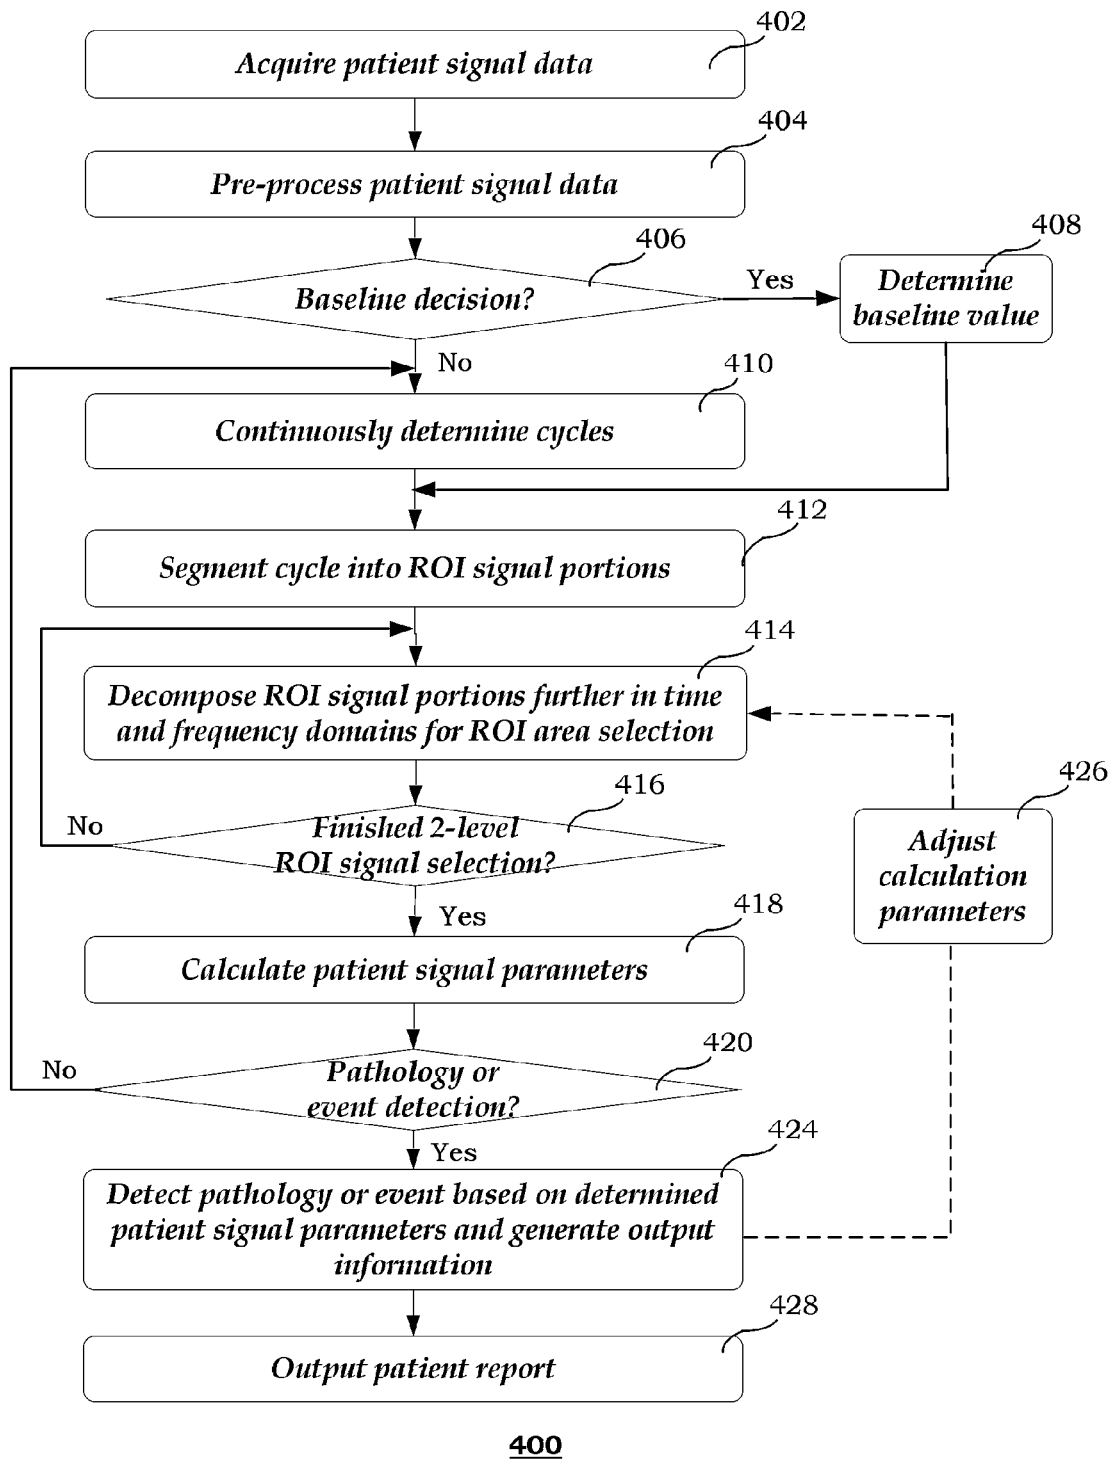 402
Acquire patient signal data
404
Pre-process patient signal data
406
Baseline decision?
Yes
408
Determine
baseline value
No
410
Continuously determine cycles
412
Segment cycle into ROI signal portions
414
Decompose ROI signal portions further in time
and frequency domains for ROI area selection
416
Finished 2-level
ROI signal selection?
No
Yes
426
Adjust
calculation
parameters
418
Calculate patient signal parameters
420
Pathology or
event detection?
No
Yes
424
Detect pathology or event based on determined
patient signal parameters and generate output
information
428
Output patient report
400